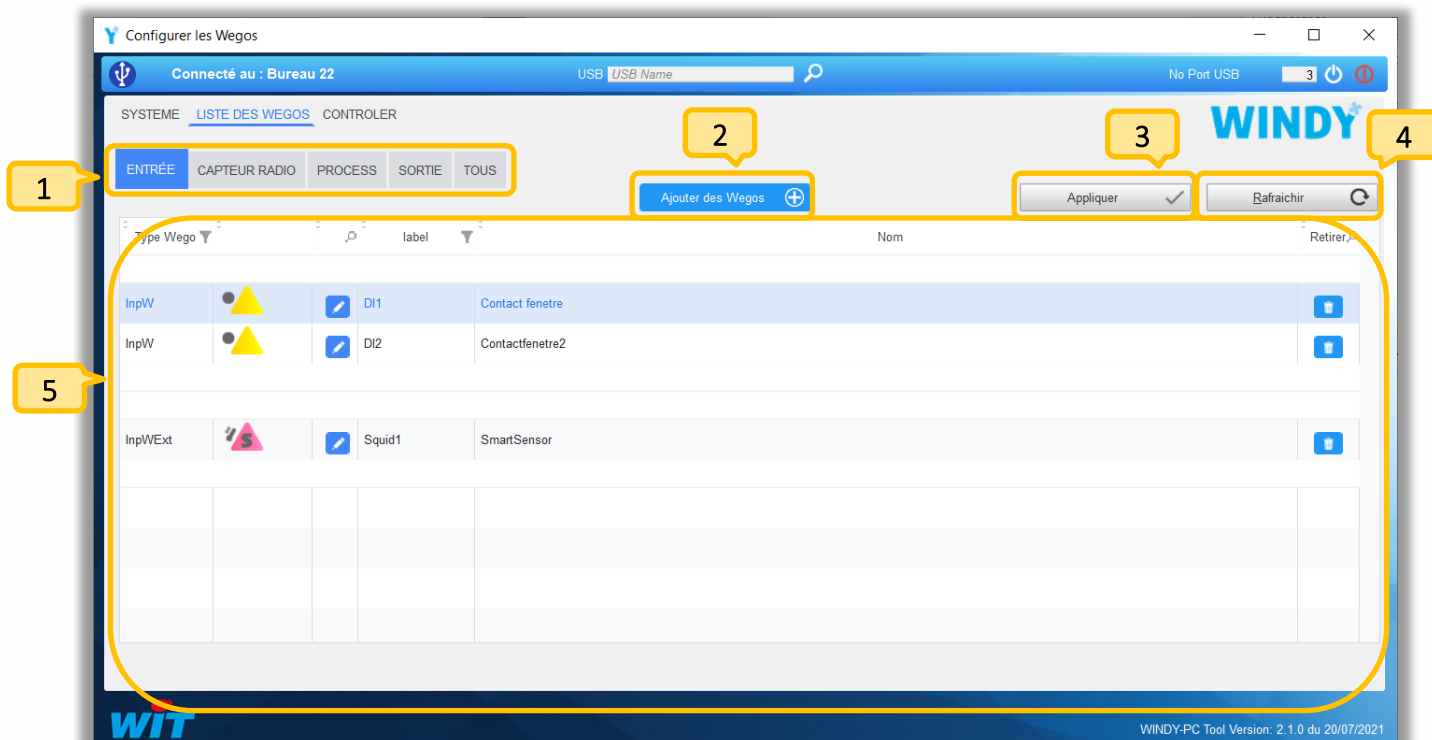 Configurer les Wegos
Connecté au : Bureau 22 USB USB Name No Port USB 3
SYSTEME LISTE DES WEGOS CONTROLER
WINDY
2
3
4
ENTRÉE CAPTEUR RADIO PROCESS SORTIE TOUS
1
Ajouter des Wegos
Appliquer
Rafraichir
Type Wego label Nom Retirer
InpW DI1 Contact fenetre
InpW DI2 Contactfenetre2
5
InpWExt S Squid1 SmartSensor
WIT
WINDY-PC Tool Version: 2.1.0 du 20/07/2021